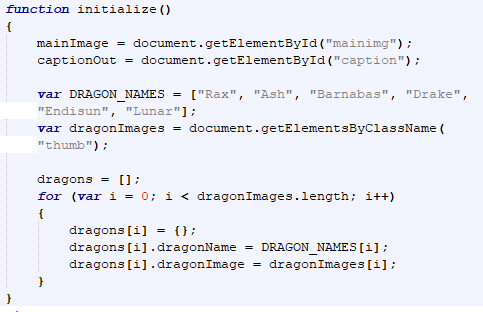 function initialize()
{
    mainImage = document.getElementById("mainimg");
    captionOut = document.getElementById("caption");

    var DRAGON_NAMES = ["Rax", "Ash", "Barnabas", "Drake",
    "Endisun", "Lunar"];
    var dragonImages = document.getElementsByClassName(
    "thumb");

    dragons = [];
    for (var i = 0; i < dragonImages.length; i++)
    {
        dragons[i] = {};
        dragons[i].dragonName = DRAGON_NAMES[i];
        dragons[i].dragonImage = dragonImages[i];
    }
}